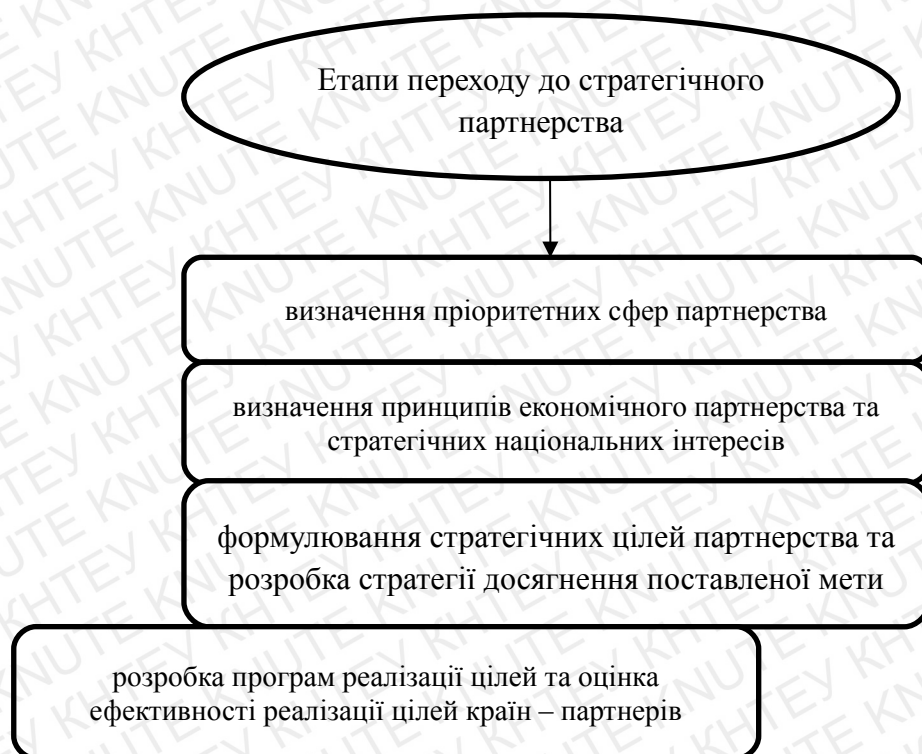 Етапи переходу до стратегічного
партнерства
визначення пріоритетних сфер партнерства
визначення принципів економічного партнерства та
стратегічних національних інтересів
формулювання стратегічних цілей партнерства та
розробка стратегії досягнення поставленої мети
розробка програм реалізації цілей та оцінка
ефективності реалізації цілей країн – партнерів